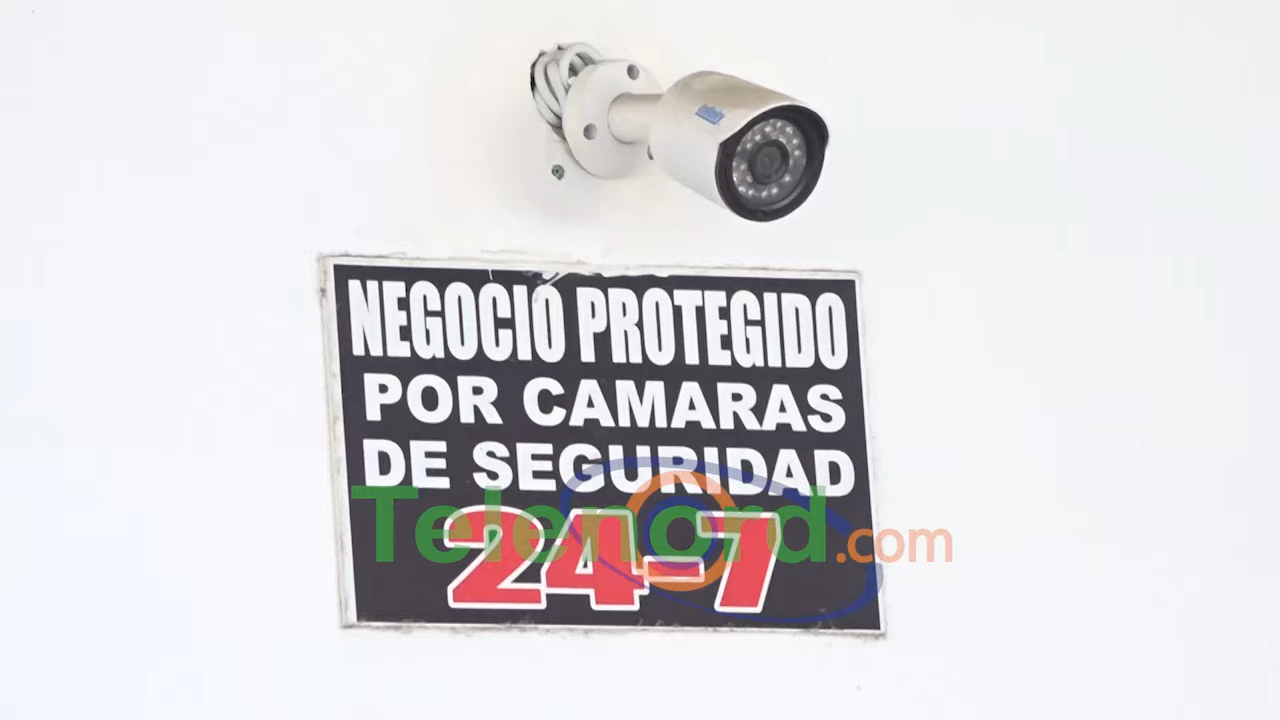 NEGOCIO PROTEGIDO
POR CAMARAS
DE SEGURIDAD
24-7
Telenord.com